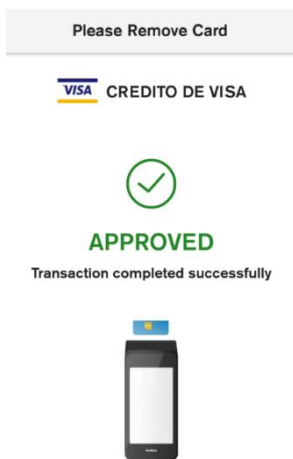 Please Remove Card
VISA CREDITO DE VISA
APPROVED
Transaction completed successfully